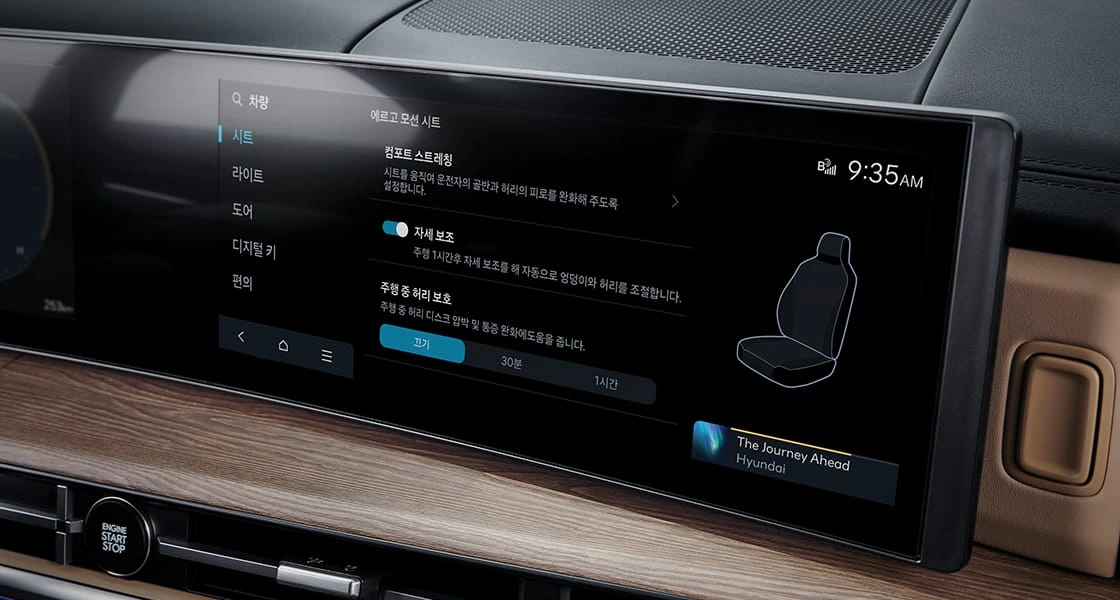 차량
시트
라이트
도어
디지털 키
편의
에르고 모션 시트
컴포트 스트레칭
시트를 움직여 운전자의 골반과 허리의 피로를 완화해 주도록
설정합니다.
자세 보조
주행 1시간후 자세 보조를 해 자동으로 엉덩이와 허리를 조절합니다.
주행 중 허리 보호
주행 중 허리 디스크 압박 및 통증 완화에도움을 줍니다.
끄기
30분
1시간
9:35AM
The Journey Ahead
Hyundai
253km
H
ENGINE
START
STOP